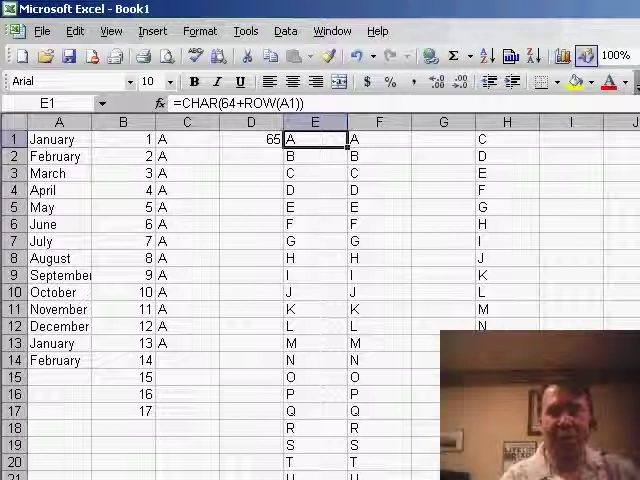 Microsoft Excel - Book1
File Edit View Insert Format Tools Data Window Help
Σ 100%
Arial 10 B I U $ % , A
E1 fx =CHAR(64+ROW(A1))
A B C D E F G H I J
1 January 1 A 65 A A C
2 February 2 A B B D
3 March 3 A C C E
4 April 4 A D D F
5 May 5 A E E G
6 June 6 A F F H
7 July 7 A G G I
8 August 8 A H H J
9 September 9 A I I K
10 October 10 A J J L
11 November 11 A K K M
12 December 12 A L L N
13 January 13 A M M
14 February 14 N N
15 15 O O
16 16 P P
17 17 Q Q
18 R R
19 S S
20 T T
21 U U